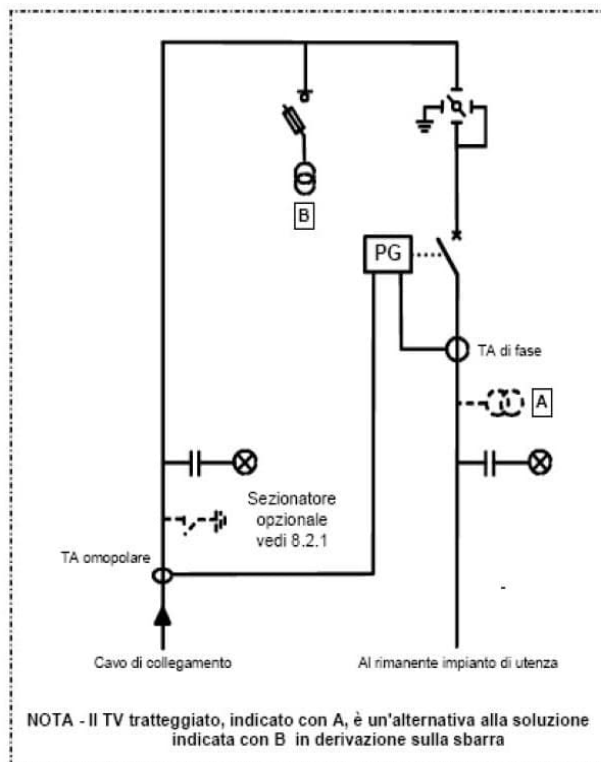 B
PG
TA di fase
A
Sezionatore
opzionale
vedi 8.2.1
TA omopolare
Cavo di collegamento
Al rimanente impianto di utenza
NOTA - Il TV tratteggiato, indicato con A, è un'alternativa alla soluzione
indicata con B in derivazione sulla sbarra